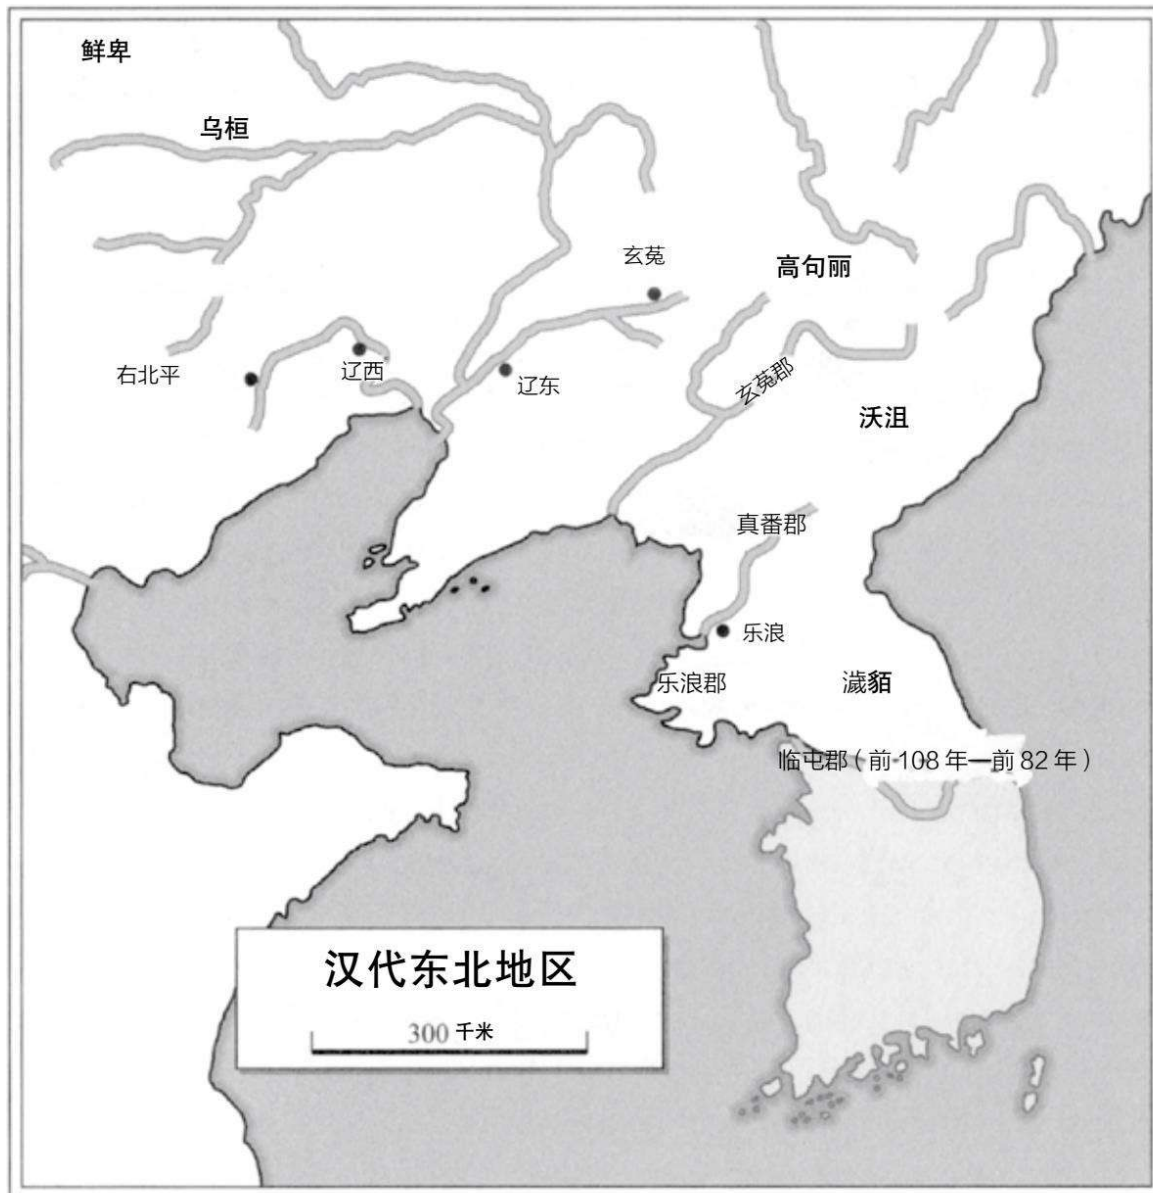 鲜卑
乌桓
玄菟
高句丽
右北平
辽西
辽东
玄菟郡
沃沮
真番郡
乐浪
乐浪郡
濊貊
临屯郡（前108年—前82年）
汉代东北地区
300 千米